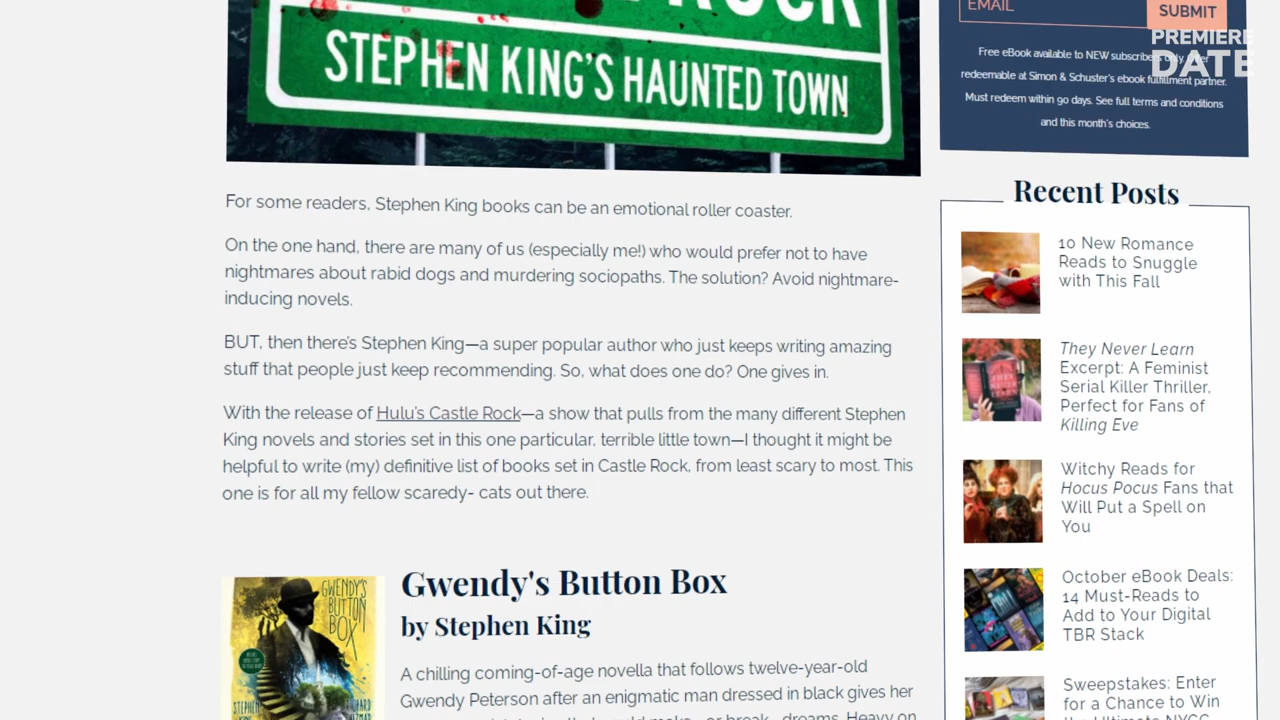 ROCK
STEPHEN KING'S HAUNTED TOWN
For some readers, Stephen King books can be an emotional roller coaster.
On the one hand, there are many of us (especially me!) who would prefer not to have
nightmares about rabid dogs and murdering sociopaths. The solution? Avoid nightmare-
inducing novels.
BUT, then there's Stephen King—a super popular author who just keeps writing amazing
stuff that people just keep recommending. So, what does one do? One gives in.
With the release of Hulu's Castle Rock—a show that pulls from the many different Stephen
King novels and stories set in this one particular, terrible little town—I thought it might be
helpful to write (my) definitive list of books set in Castle Rock, from least scary to most. This
one is for all my fellow scaredy- cats out there.
GWENDY'S
BUTTON
BOX
STEPHEN
Gwendy's Button Box
by Stephen King
A chilling coming-of-age novella that follows twelve-year-old
Gwendy Peterson after an enigmatic man dressed in black gives her
EMAIL
SUBMIT
PREMIERE
DATE
Free eBook available to NEW subscribers only.
redeemable at Simon & Schuster's ebook fulfillment partner.
Must redeem within 90 days. See full terms and conditions
and this month's choices.
Recent Posts
10 New Romance
Reads to Snuggle
with This Fall
They Never Learn
Excerpt: A Feminist
Serial Killer Thriller,
Perfect for Fans of
Killing Eve
Witchy Reads for
Hocus Pocus Fans that
Will Put a Spell on
You
October eBook Deals:
14 Must-Reads to
Add to Your Digital
TBR Stack
Sweepstakes: Enter
for a Chance to Win